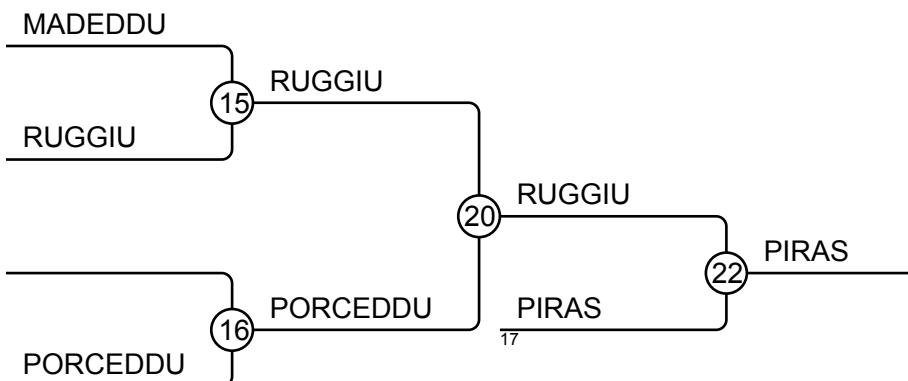 MADEDDU
15
RUGGIU
RUGGIU
20
RUGGIU
22
PIRAS
16
PORCEDDU
PIRAS
17
PORCEDDU